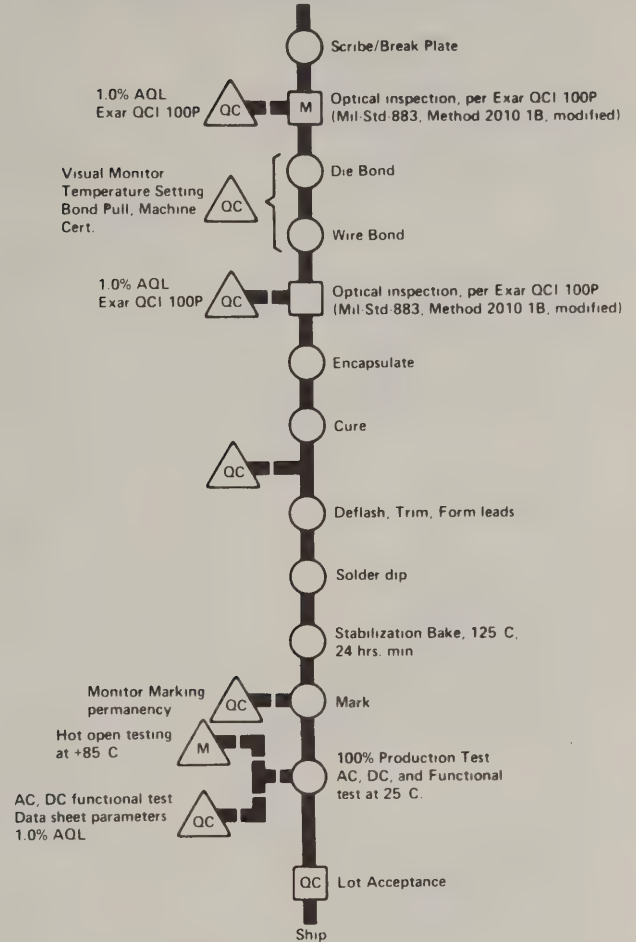 Scribe/Break Plate
1.0% AQL
Exar QCI 100P
QC
M
Optical inspection, per Exar QCI 100P
(Mil-Std-883, Method 2010 1B, modified)
Visual Monitor
Temperature Setting
Bond Pull, Machine
Cert.
QC
Die Bond
Wire Bond
1.0% AQL
Exar QCI 100P
QC
Optical inspection, per Exar QCI 100P
(Mil-Std-883, Method 2010 1B, modified)
Encapsulate
Cure
QC
Deflash, Trim, Form leads
Solder dip
Stabilization Bake, 125 C,
24 hrs. min
Monitor Marking
permanency
QC
Mark
Hot open testing
at +85 C
M
100% Production Test
AC, DC, and Functional
test at 25 C.
AC, DC functional test
Data sheet parameters
1.0% AQL
QC
QC
Lot Acceptance
Ship